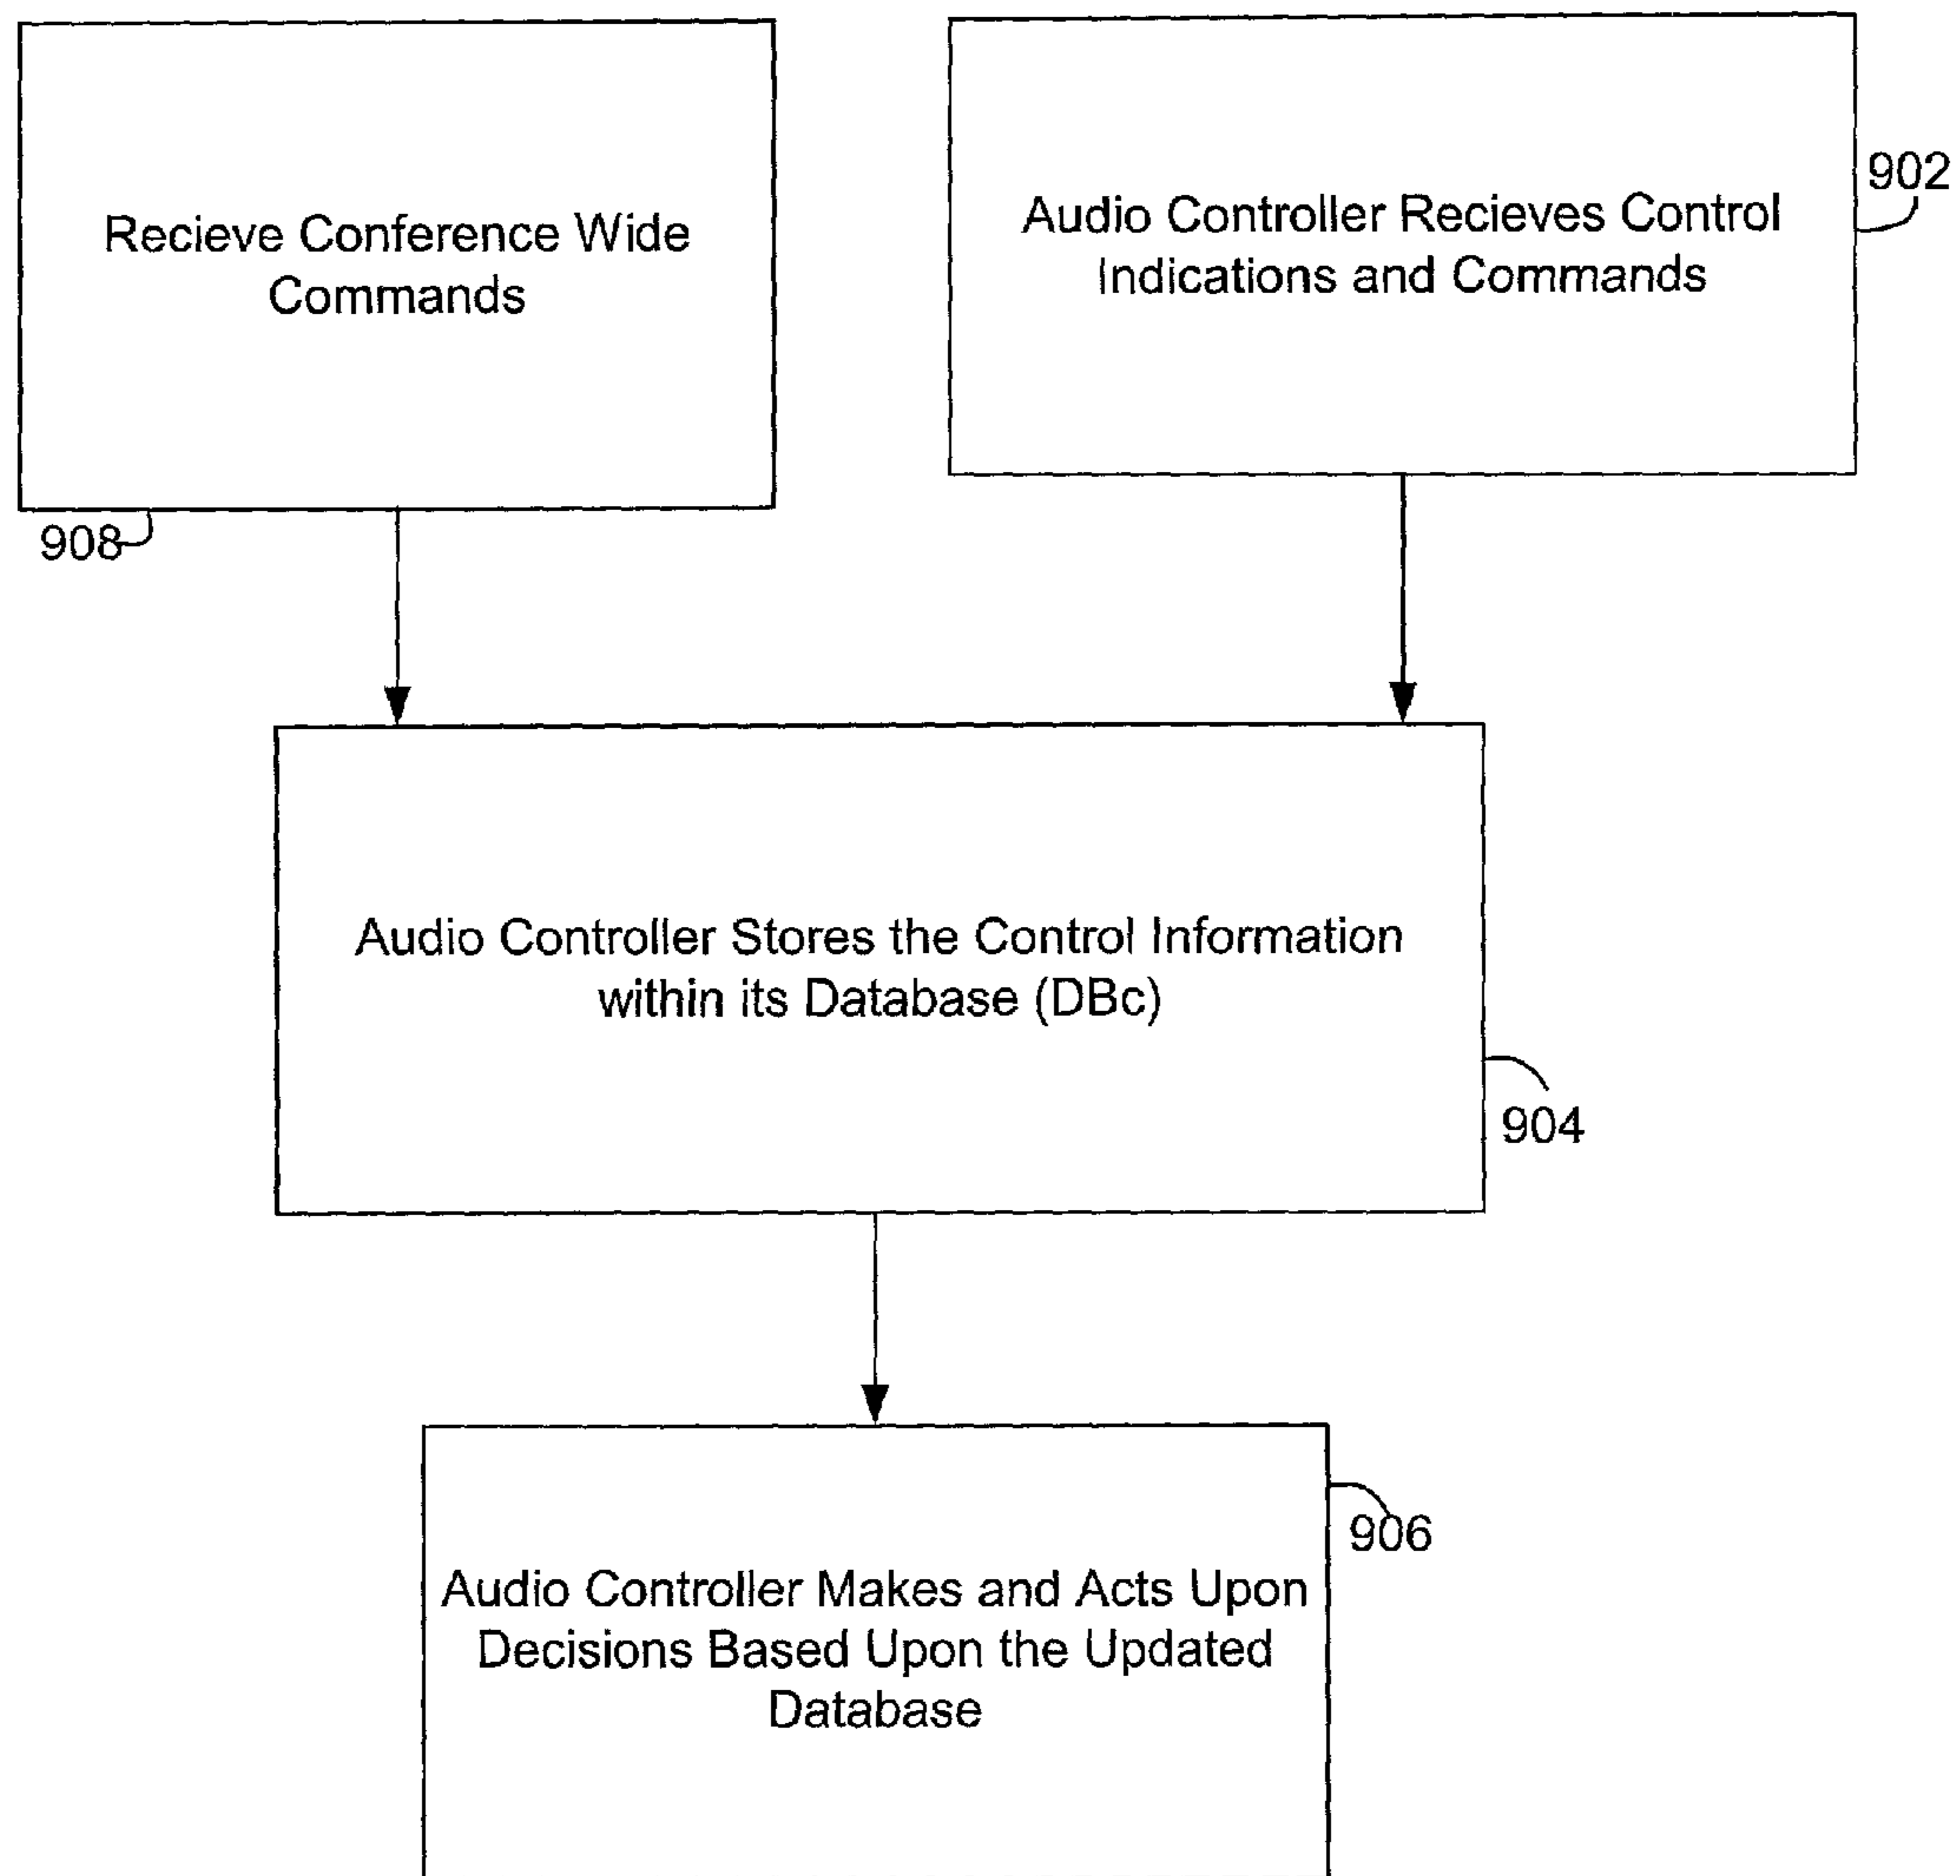 Recieve Conference Wide
Commands
908
Audio Controller Recieves Control
Indications and Commands
902
Audio Controller Stores the Control Information
within its Database (DBc)
904
Audio Controller Makes and Acts Upon
Decisions Based Upon the Updated
Database
906